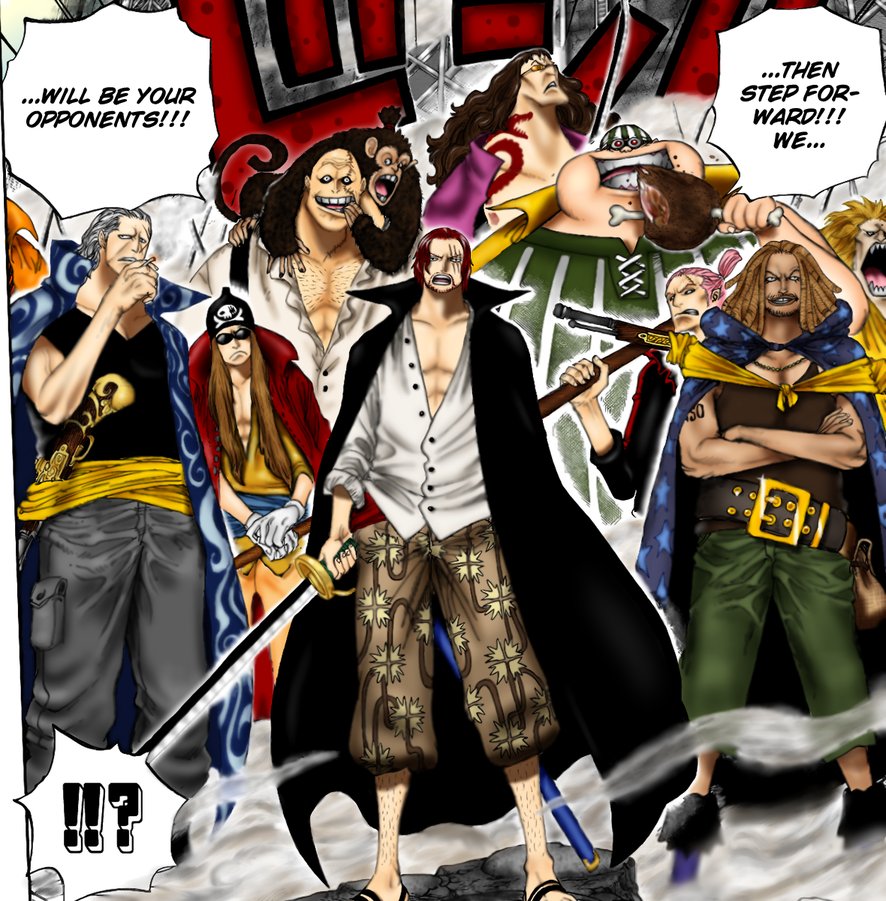 ...THEN
STEP FOR-
WARD!!!
WE...
...WILL BE YOUR
OPPONENTS!!!
!!?